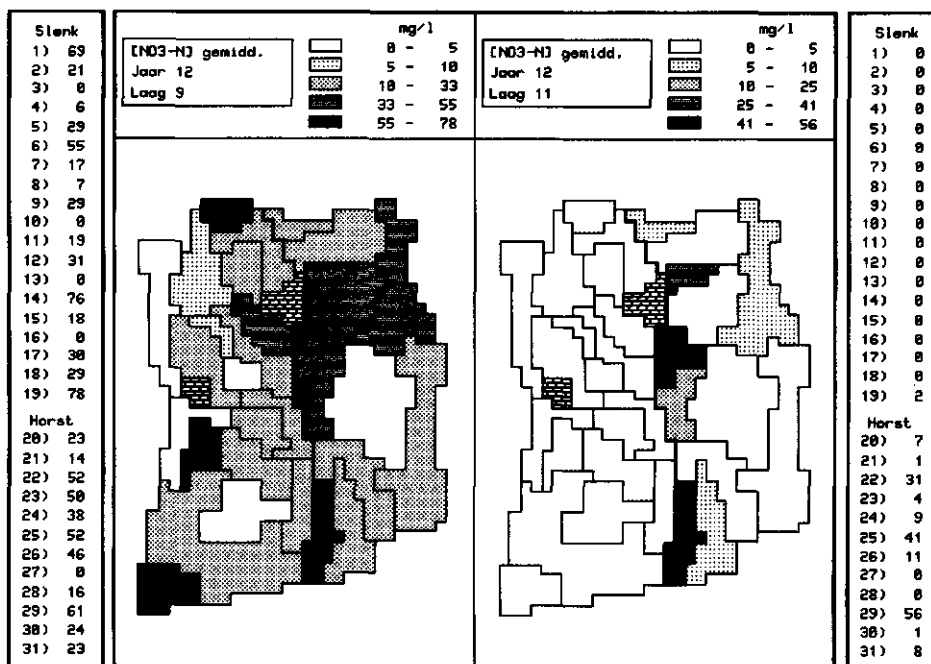 Slenk
1) 69
2) 21
3) 0
4) 6
5) 29
6) 55
7) 17
8) 7
9) 29
10) 0
11) 19
12) 31
13) 0
14) 76
15) 18
16) 0
17) 30
18) 29
19) 78
Horst
20) 23
21) 14
22) 52
23) 50
24) 38
25) 52
26) 46
27) 0
28) 16
29) 61
30) 24
31) 23
[NO3-N] gemidd.
Jaar 12
Laag 9
mg/l
0 - 5
5 - 10
10 - 33
33 - 55
55 - 78
[NO3-N] gemidd.
Jaar 12
Laag 11
mg/l
0 - 5
5 - 10
10 - 25
25 - 41
41 - 56
Slenk
1) 0
2) 0
3) 0
4) 0
5) 0
6) 0
7) 0
8) 0
9) 0
10) 0
11) 0
12) 0
13) 0
14) 0
15) 0
16) 0
17) 0
18) 0
19) 2
Horst
20) 7
21) 1
22) 31
23) 4
24) 9
25) 41
26) 11
27) 0
28) 0
29) 56
30) 1
31) 8